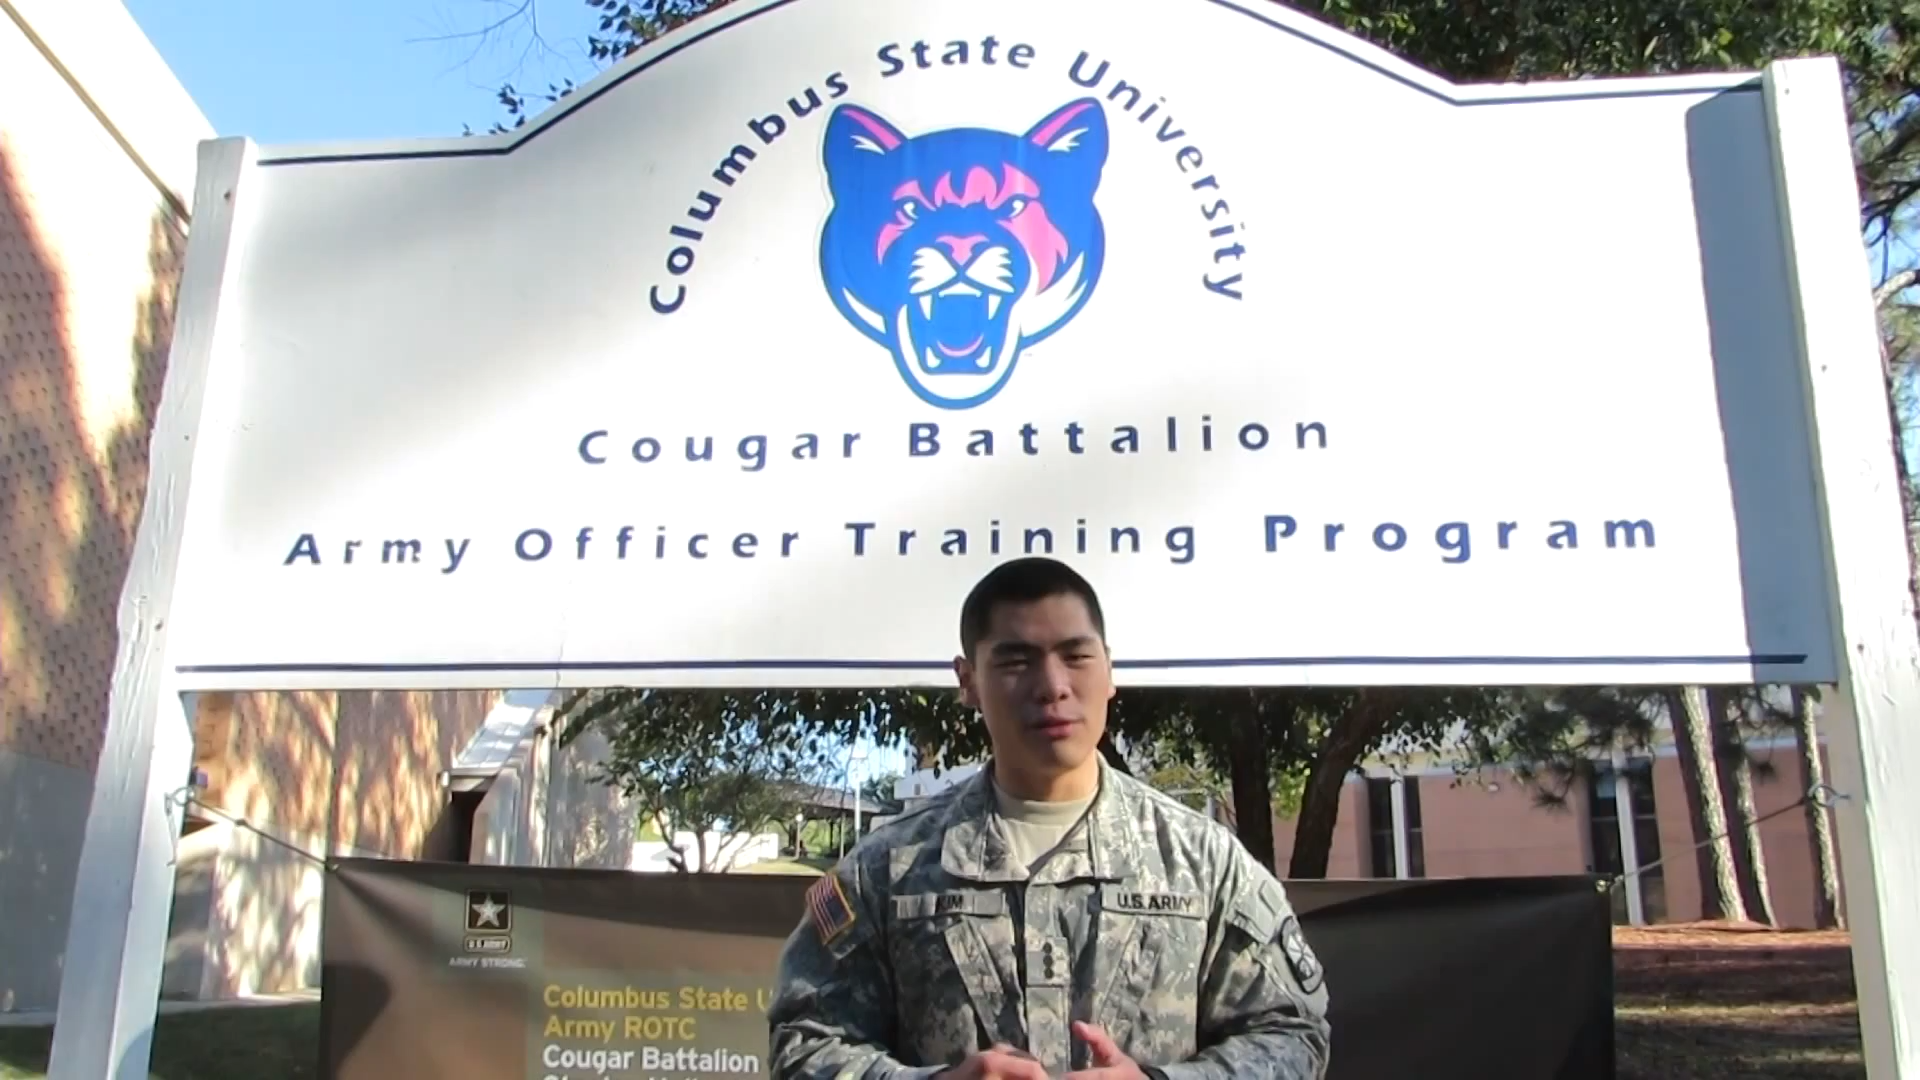 Columbus State University
Cougar Battalion
Army Officer Training Program
KIM
U.S. ARMY
U.S. ARMY
ARMY STRONG
Columbus State U
Army ROTC
Cougar Battalion